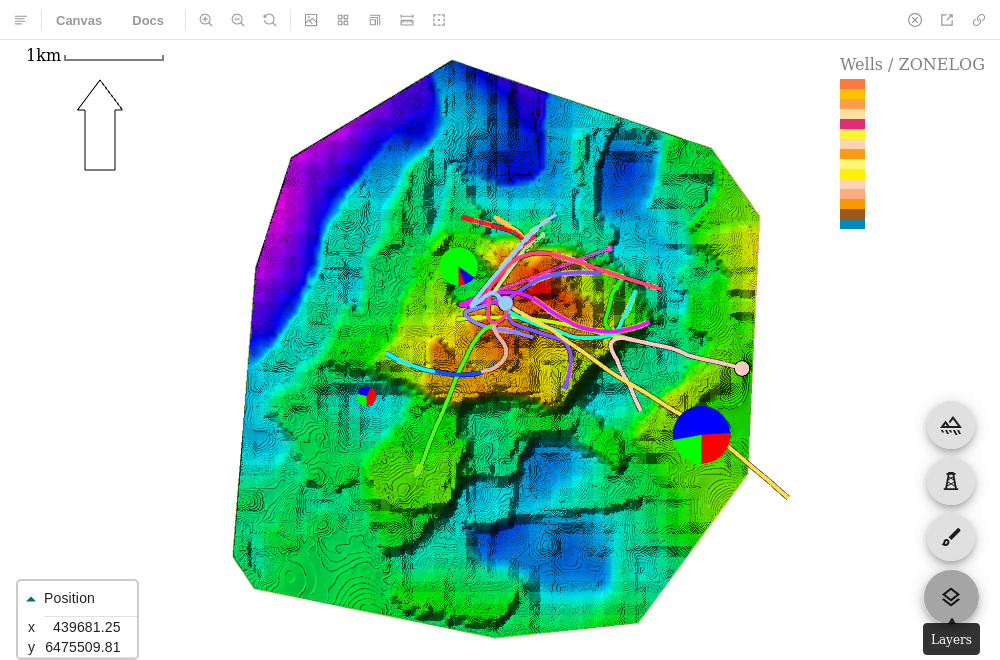 Canvas Docs
1km
Wells / ZONELOG
Position
x 439681.25
y 6475509.81
Layers